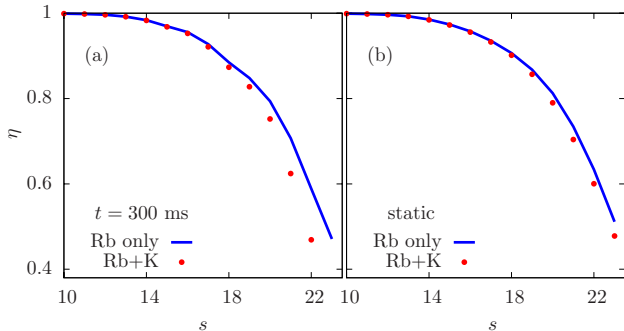 1
0.8
0.6
0.4
η
(a)
t = 300 ms
Rb only
Rb+K
10 14 18 22
s
(b)
static
Rb only
Rb+K
10 14 18 22
s